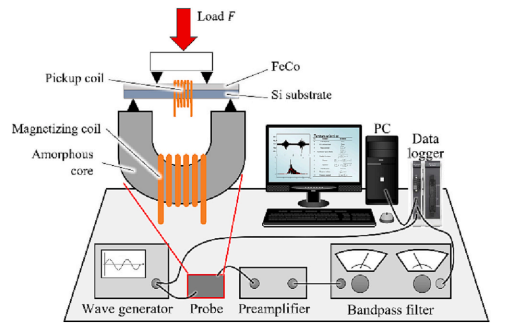 Load F
FeCo
Pickup coil
Si substrate
Magnetizing coil
Amorphous
core
PC
Data
logger
Wave generator
Probe
Preamplifier
Bandpass filter